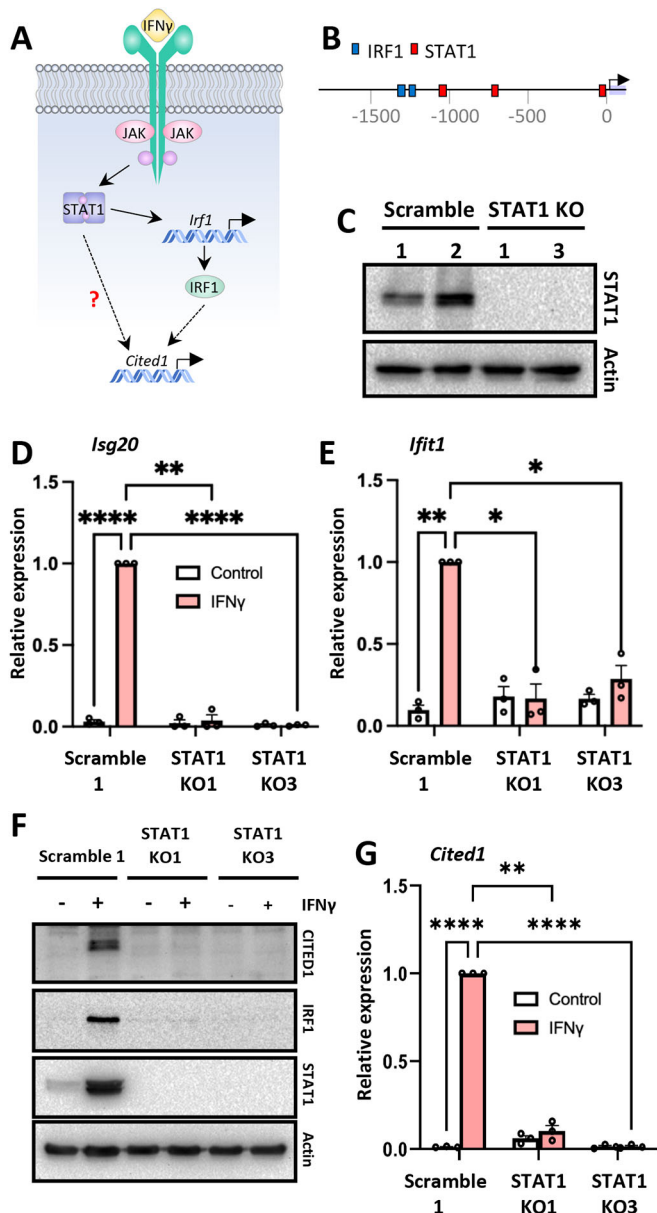 A
IFNγ
JAK JAK
STAT1
Irf1
IRF1
?
Cited1
B
IRF1 STAT1
-1500 -1000 -500 0
C
Scramble STAT1 KO
1 2 1 3
STAT1
Actin
D
Isg20
Relative expression
1.5
1.0
0.5
0.0
**
**** ****
Control
IFNγ
Scramble 1
STAT1 KO1
STAT1 KO3
E
Ifit1
Relative expression
1.5
1.0
0.5
0.0
*
** *
Scramble 1
STAT1 KO1
STAT1 KO3
F
Scramble 1
STAT1 KO1
STAT1 KO3
- + - + - + IFNγ
CITED1
IRF1
STAT1
Actin
G
Cited1
Relative expression
1.5
1.0
0.5
0.0
**
**** ****
Control
IFNγ
Scramble 1
STAT1 KO1
STAT1 KO3